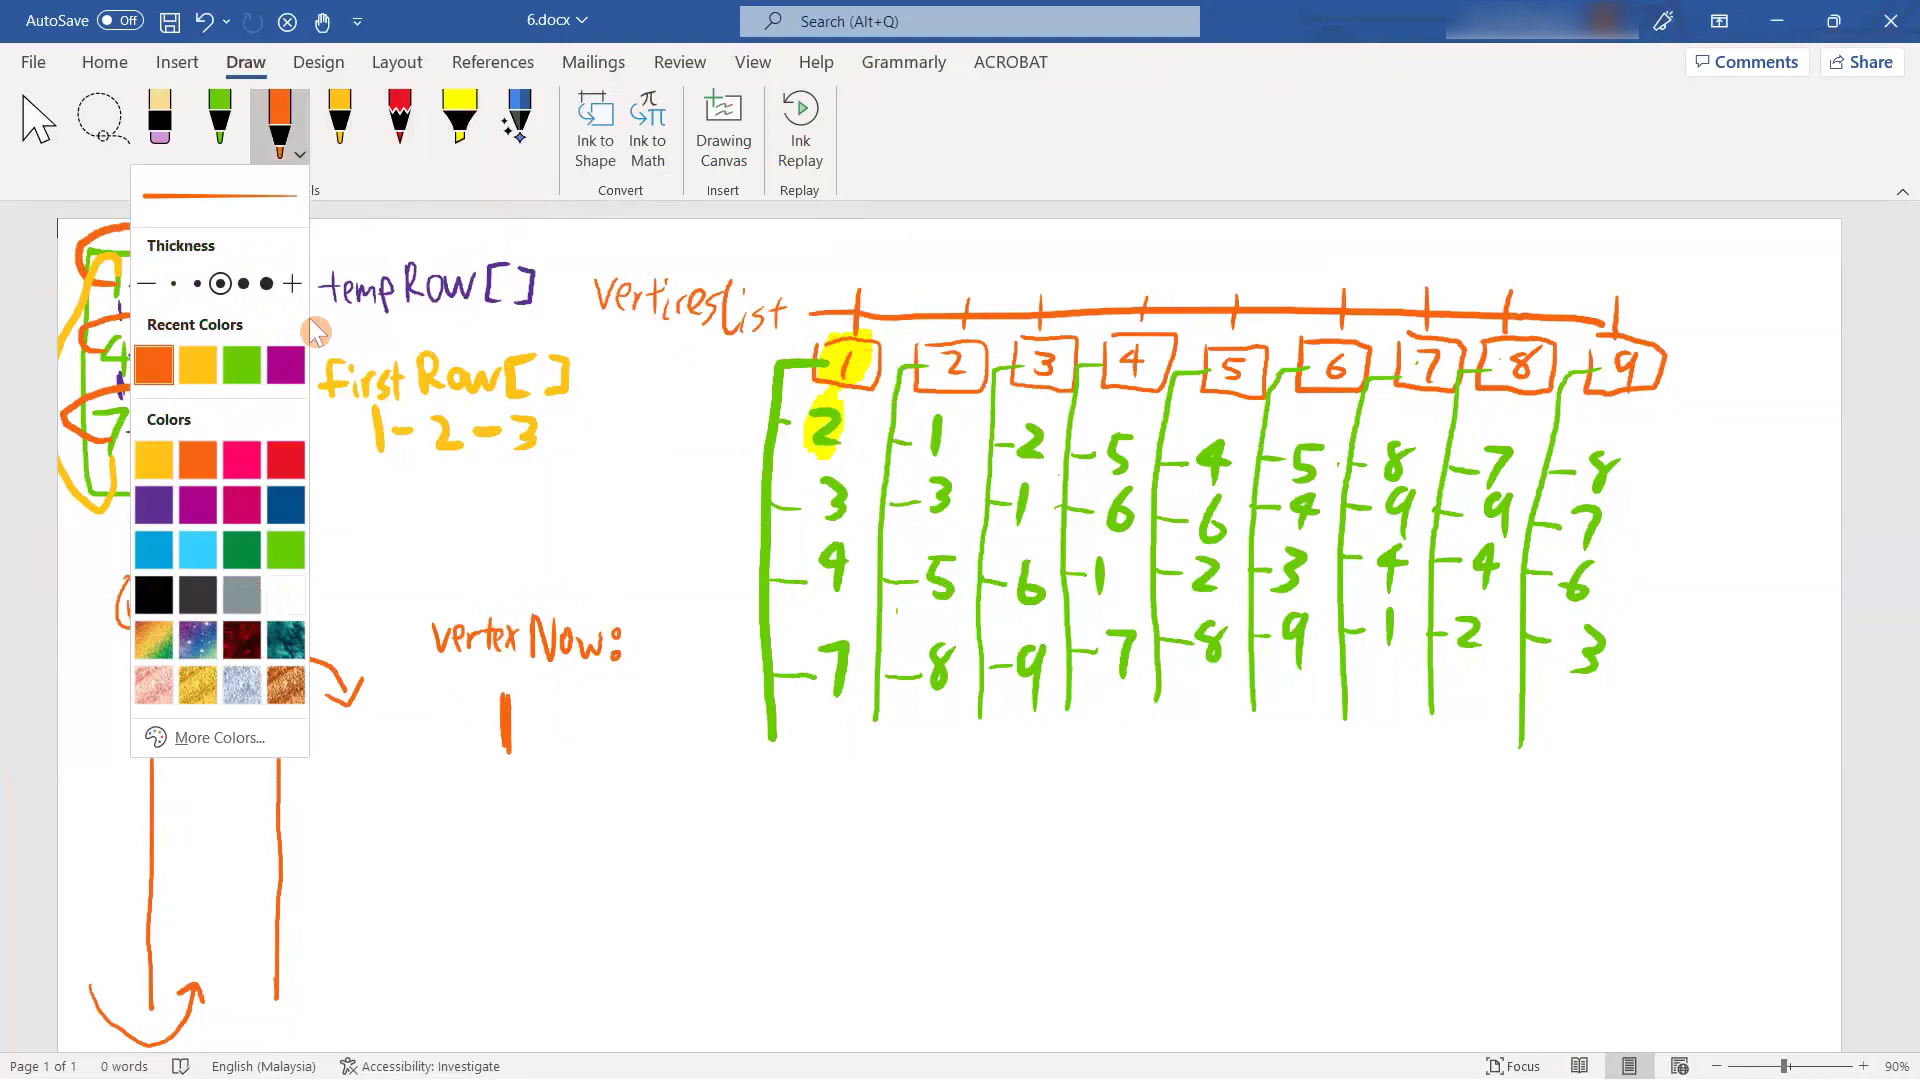 AutoSave Off 6.docx Search (Alt+Q)
File Home Insert Draw Design Layout References Mailings Review View Help Grammarly ACROBAT Comments Share
Ink to Shape Ink to Math Drawing Canvas Ink Replay
ls Convert Insert Replay
Thickness
Recent Colors
Colors
More Colors...
tempRow[]
firstRow[]
1-2-3
vertexNow:
1
VertiresList
1 2 3 4 5 6 7 8 9
2 1 2 5 4 5 8 7 8
3 3 1 6 6 4 9 9 7
4 5 6 1 2 3 4 4 6
7 8 9 7 8 9 1 2 3
4
7
Page 1 of 1 0 words English (Malaysia) Accessibility: Investigate Focus 90%